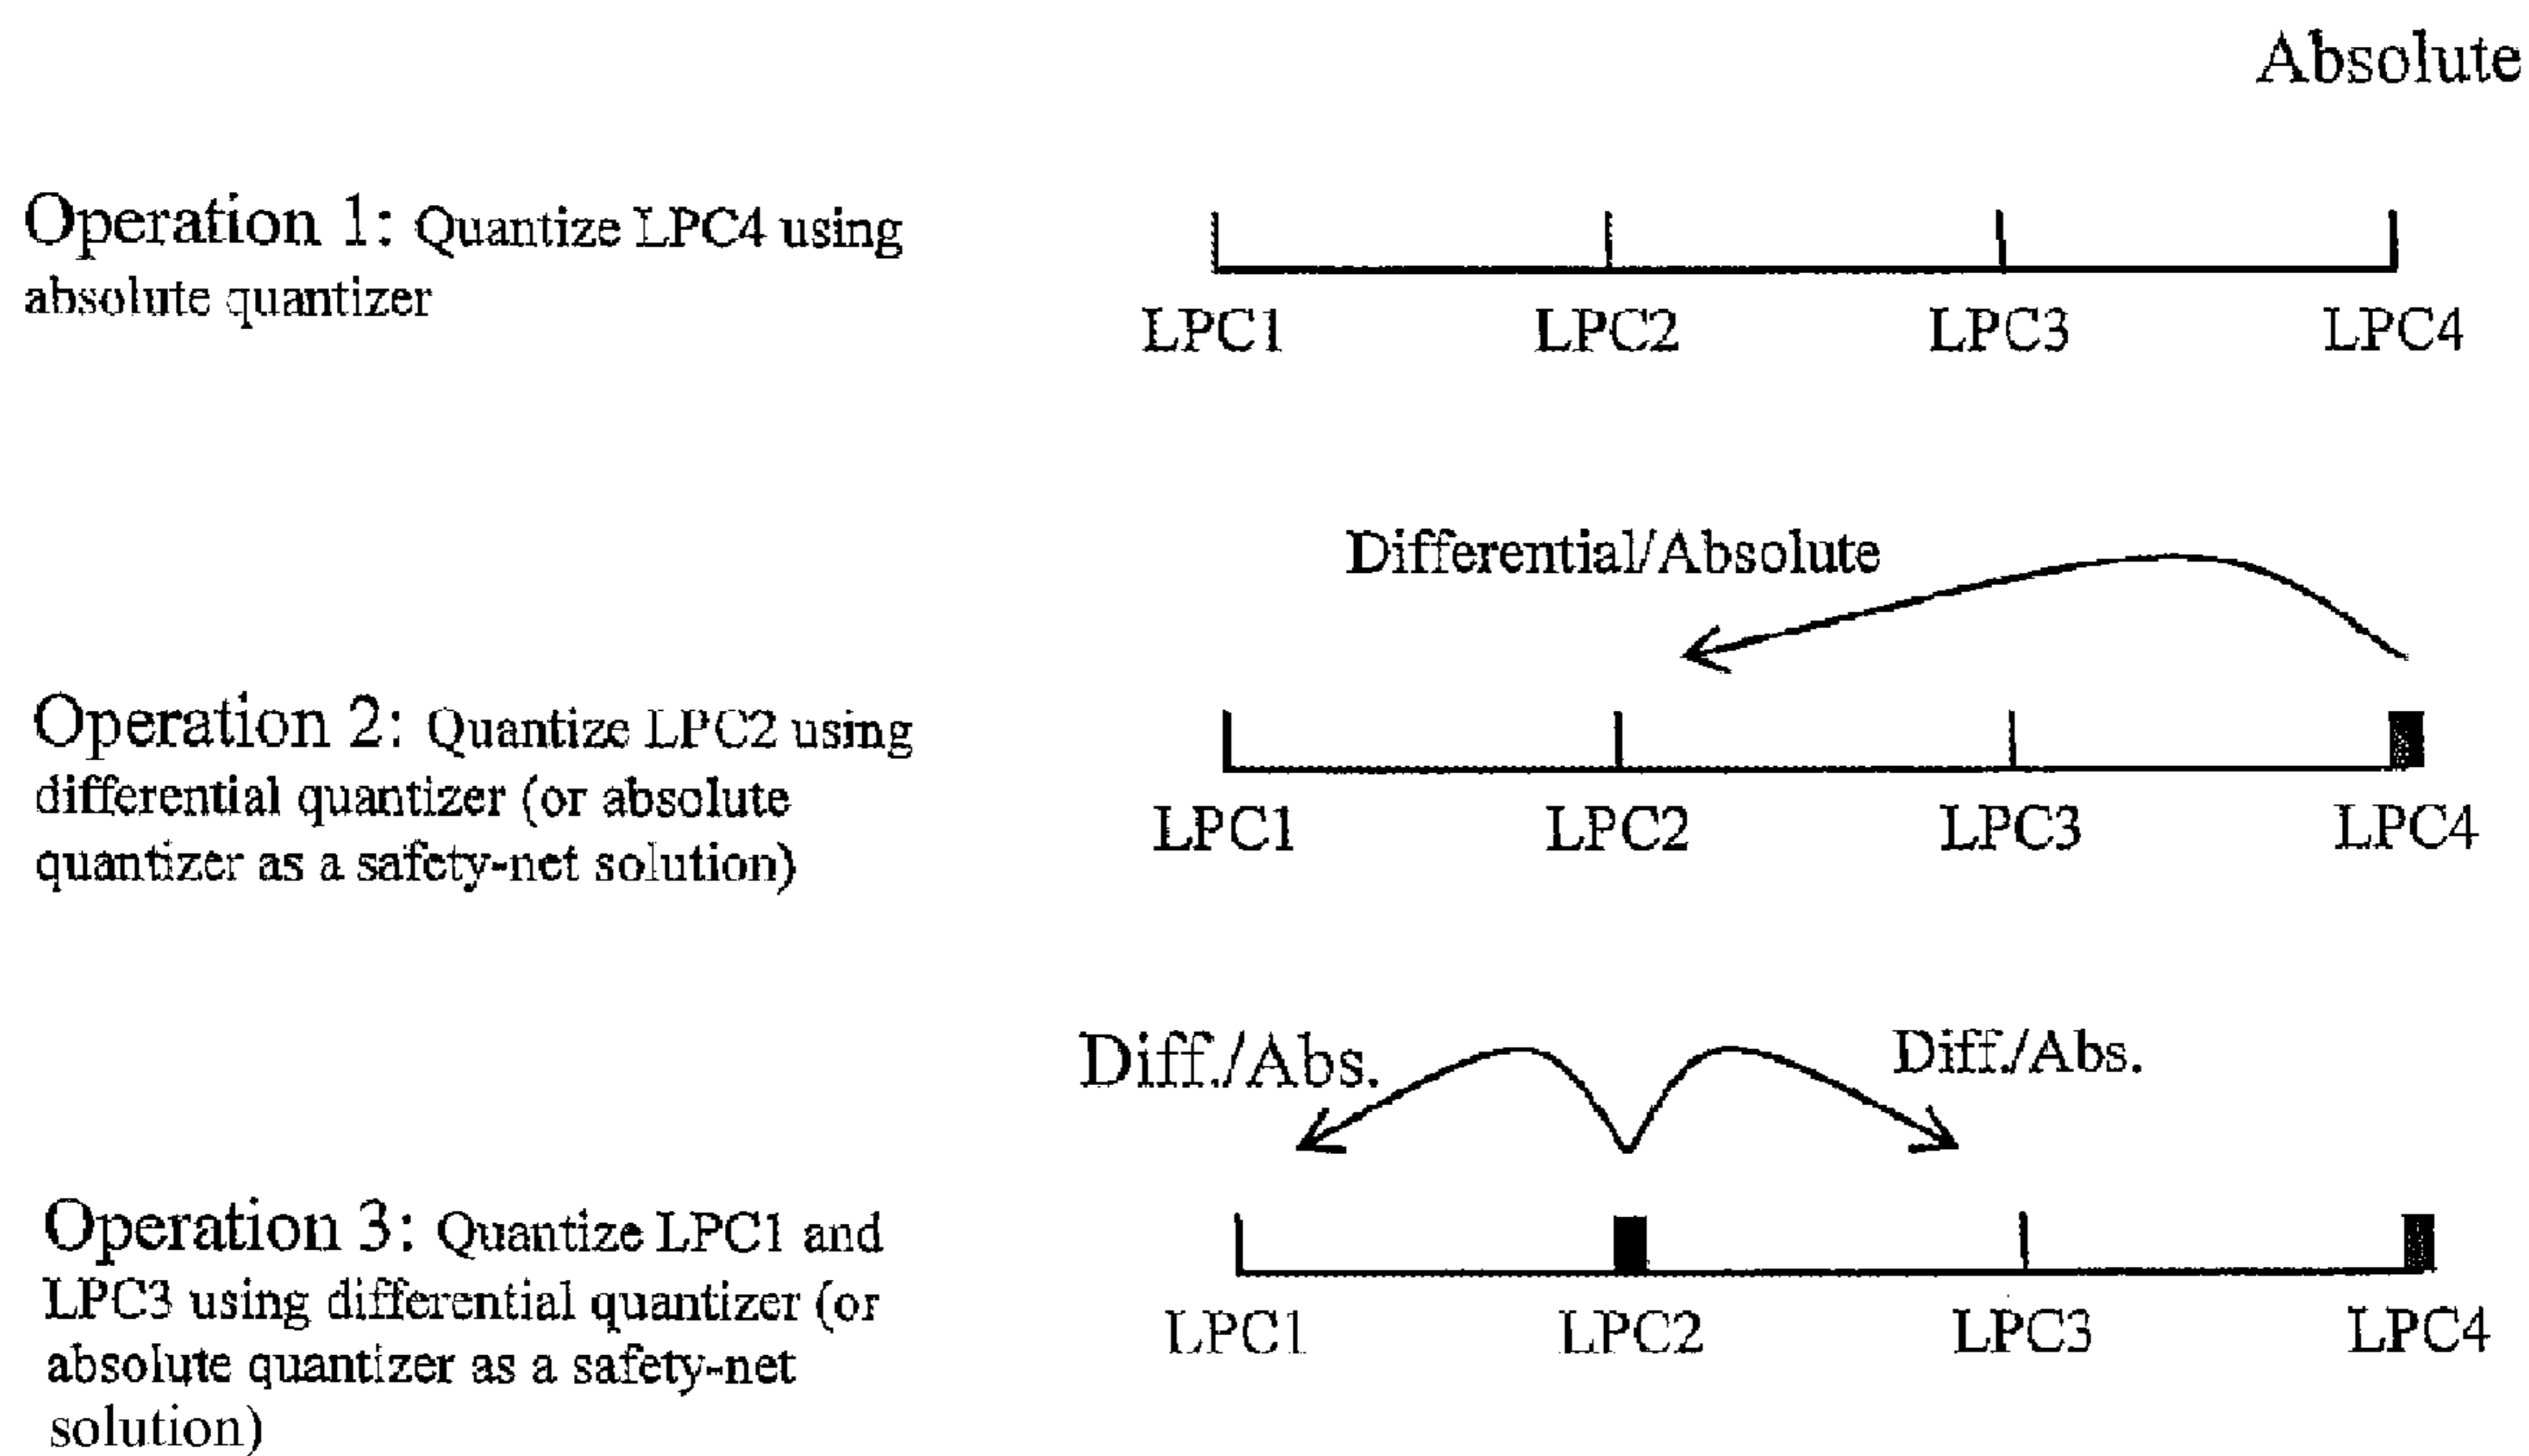 Absolute
Operation 1: Quantize LPC4 using
absolute quantizer
LPC1 LPC2 LPC3 LPC4
Differential/Absolute
Operation 2: Quantize LPC2 using
differential quantizer (or absolute
quantizer as a safety-net solution)
LPC1 LPC2 LPC3 LPC4
Diff./Abs. Diff./Abs.
Operation 3: Quantize LPC1 and
LPC3 using differential quantizer (or
absolute quantizer as a safety-net
solution)
LPC1 LPC2 LPC3 LPC4